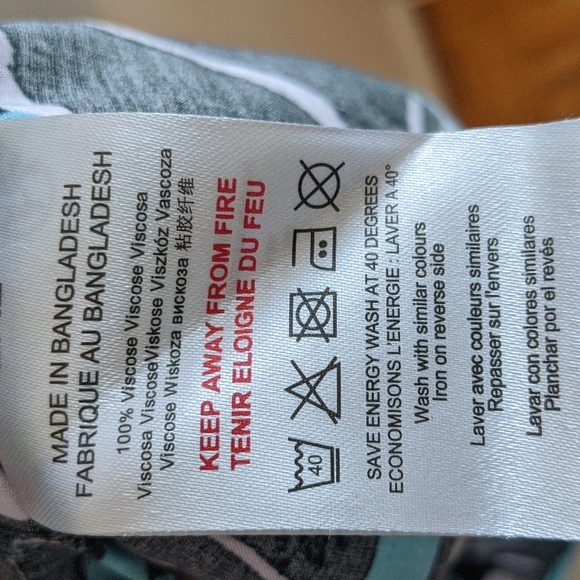 MADE IN BANGLADESH
FABRIQUE AU BANGLADESH
100% Viscose Viscose Viscosa
Viscosa ViscoseViskose Viszkóz Vascoza
Viscose Wiskoza вискозa 粘胶纤维
KEEP AWAY FROM FIRE
TENIR ELOIGNE DU FEU
40
SAVE ENERGY WASH AT 40 DEGREES
ECONOMISONS L'ENERGIE : LAVER A 40°
Wash with similar colours
Iron on reverse side
Laver avec couleurs similaires
Repasser sur l'envers
Lavar con colores similares
Planchar por el revés